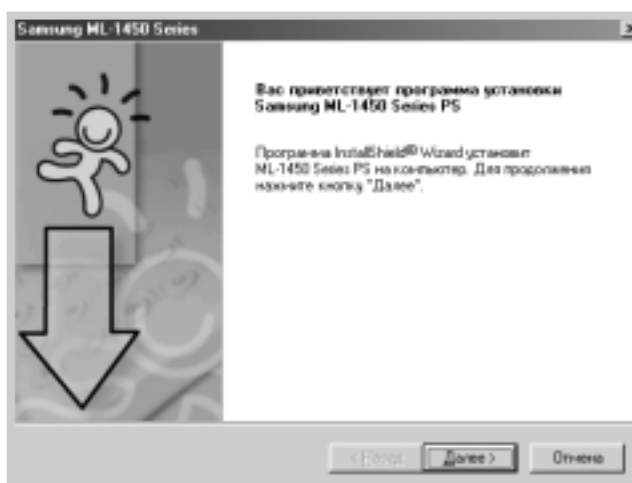 Samsung ML-1450 Series
Вас приветствует программа установки
Samsung ML-1450 Series PS
Программа InstallShield® Wizard установит
ML-1450 Series PS на компьютер. Для продолжения
нажмите кнопку "Далее".
< Назад
Далее >
Отмена